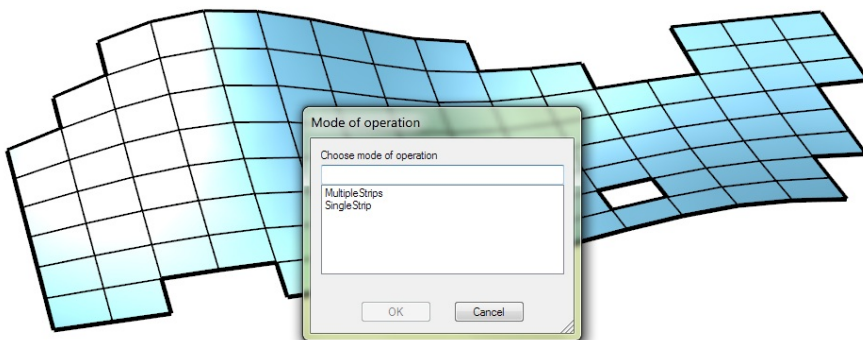 Mode of operation
Choose mode of operation
MultipleStrips
SingleStrip
OK
Cancel